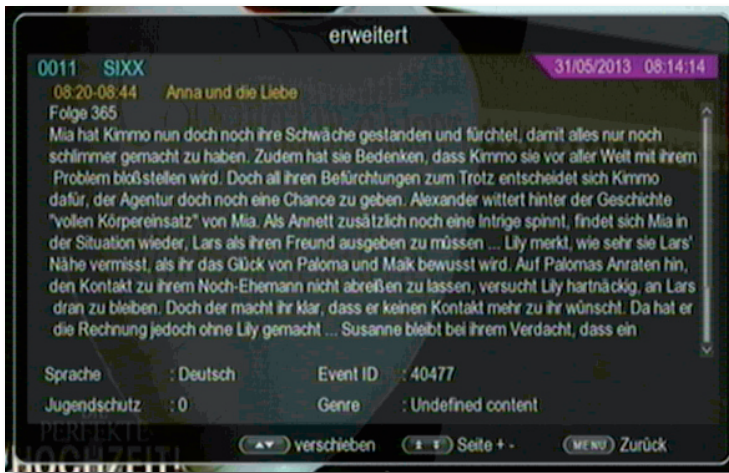 erweitert
0011 SIXX 31/05/2013 08:14:14
08:20-08:44 Anna und die Liebe
Folge 365
Mia hat Kimmo nun doch noch ihre Schwäche gestanden und fürchtet, damit alles nur noch
schlimmer gemacht zu haben. Zudem hat sie Bedenken, dass Kimmo sie vor aller Welt mit ihrem
Problem bloßstellen wird. Doch all ihren Befürchtungen zum Trotz entscheidet sich Kimmo
dafür, der Agentur doch noch eine Chance zu geben. Alexander wittert hinter der Geschichte
"vollen Körpereinsatz" von Mia. Als Annett zusätzlich noch eine Intrige spinnt, findet sich Mia in
der Situation wieder, Lars als ihren Freund ausgeben zu müssen ... Lily merkt, wie sehr sie Lars'
Nähe vermisst, als ihr das Glück von Paloma und Maik bewusst wird. Auf Palomas Anraten hin,
den Kontakt zu ihrem Noch-Ehemann nicht abreißen zu lassen, versucht Lily hartnäckig, an Lars
dran zu bleiben. Doch der macht ihr klar, dass er keinen Kontakt mehr zu ihr wünscht. Da hat er
die Rechnung jedoch ohne Lily gemacht ... Susanne bleibt bei ihrem Verdacht, dass ein
Sprache : Deutsch Event ID : 40477
Jugendschutz : 0 Genre : Undefined content
PERFEKTE
HOCHZEIT!
verschieben Seite + - MENU Zurück